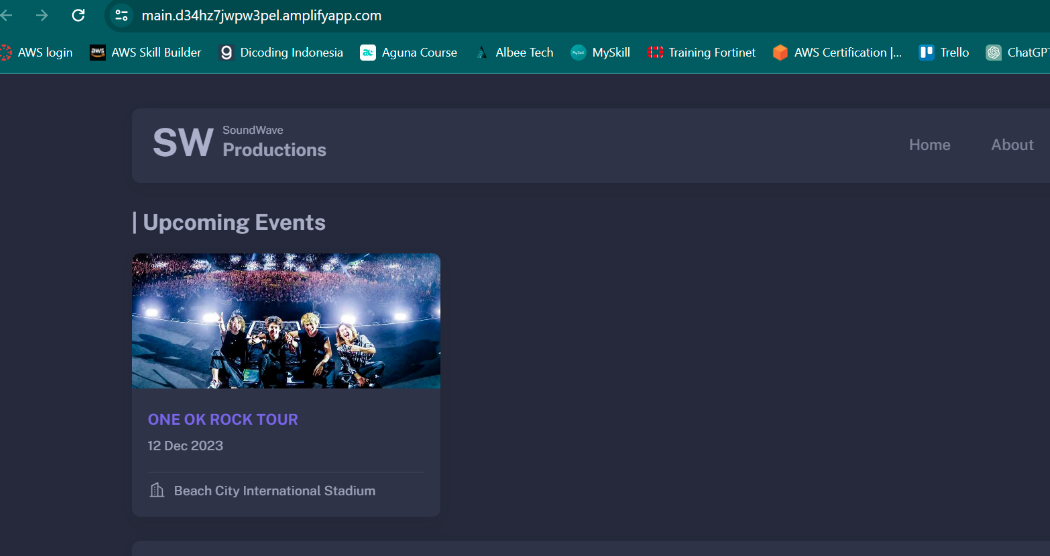 main.d34hz7jwpw3pel.amplifyapp.com
AWS login aws AWS Skill Builder Dicoding Indonesia Aguna Course Albee Tech MySkill Training Fortinet AWS Certification |... Trello ChatGPT
SW SoundWave
Productions
Home About
| Upcoming Events
ONE OK ROCK TOUR
12 Dec 2023
Beach City International Stadium